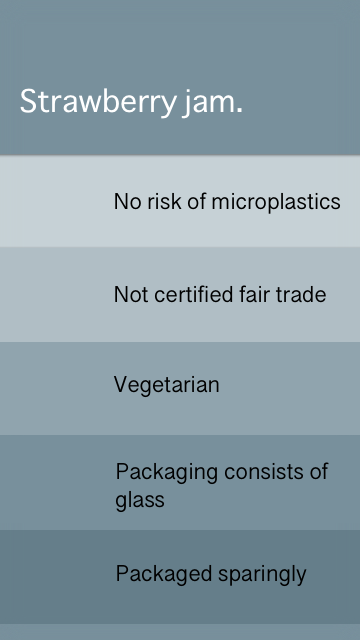 Strawberry jam.
No risk of microplastics
Not certified fair trade
Vegetarian
Packaging consists of
glass
Packaged sparingly